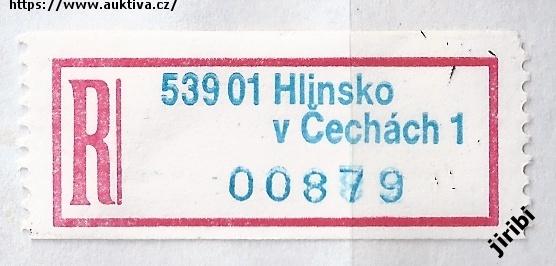 https://www.auktiva.cz/
R
539 01 Hlinsko
v Čechách 1
00879
jiribi